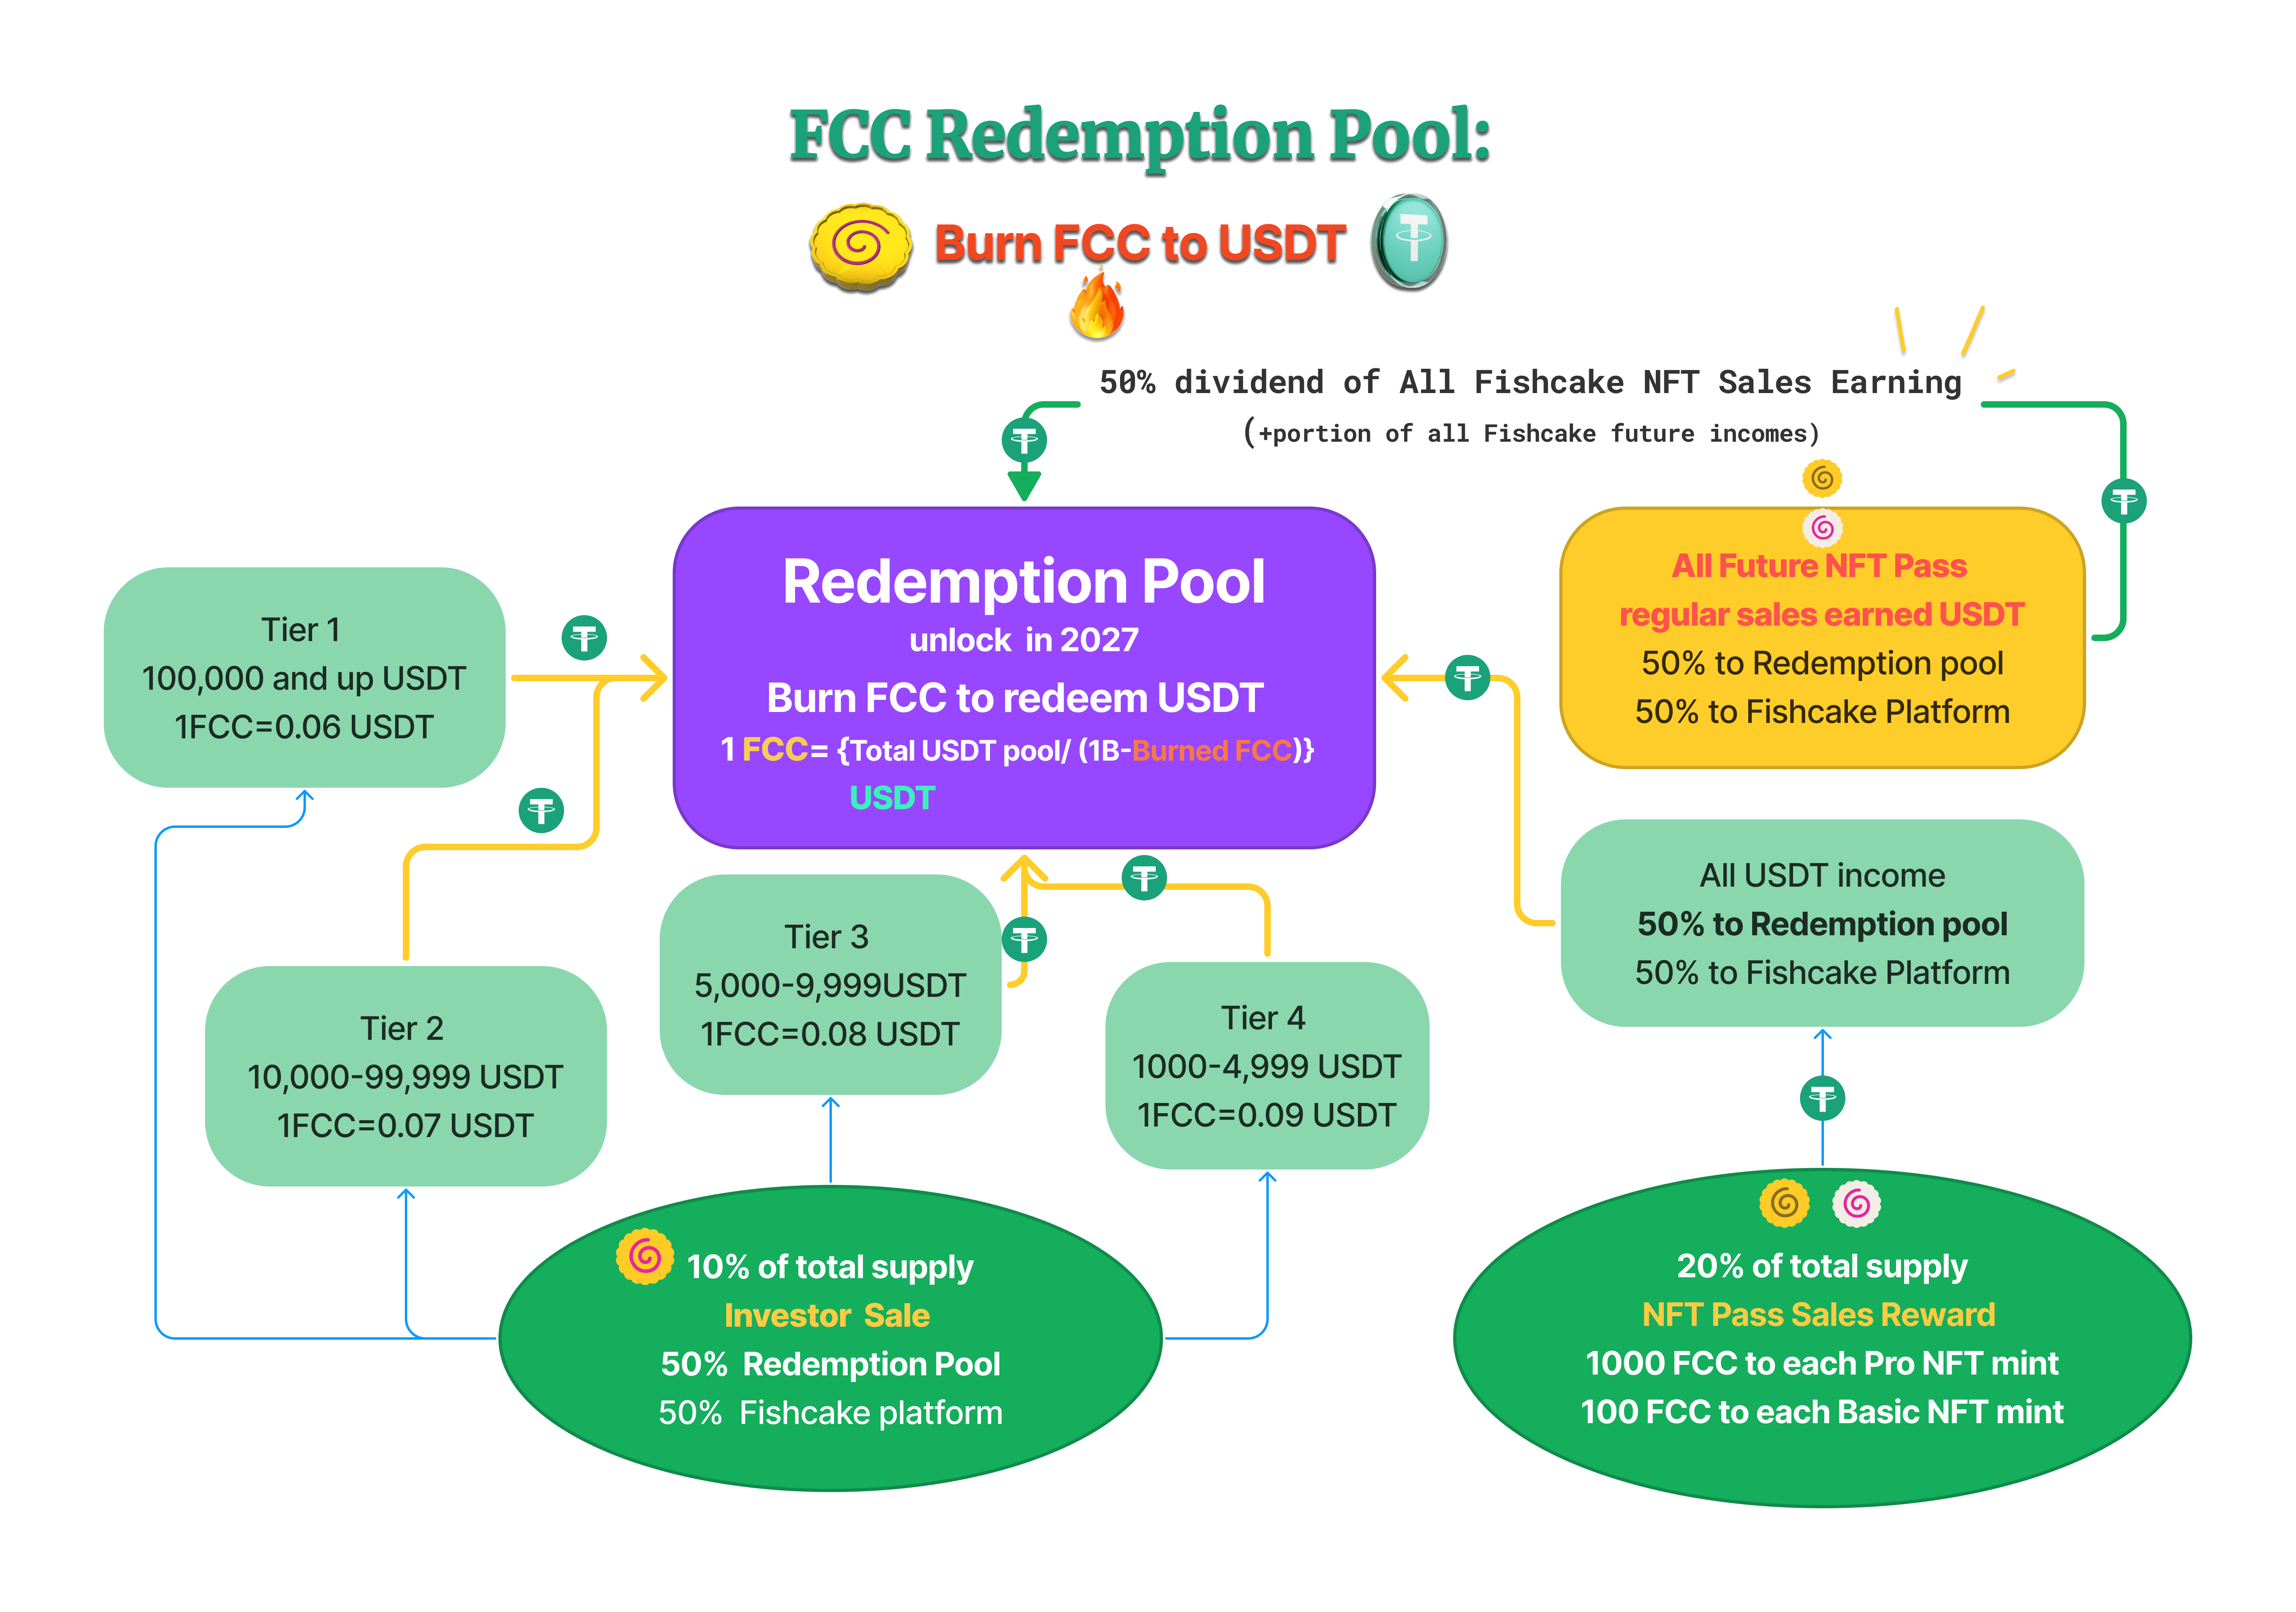 FCC Redemption Pool:
Burn FCC to USDT
50% dividend of All Fishcake NFT Sales Earning
(+portion of all Fishcake future incomes)
Redemption Pool
unlock in 2027
Burn FCC to redeem USDT
1 FCC= {Total USDT pool/ (1B-Burned FCC)}
USDT
All Future NFT Pass
regular sales earned USDT
50% to Redemption pool
50% to Fishcake Platform
Tier 1
100,000 and up USDT
1FCC=0.06 USDT
Tier 2
10,000-99,999 USDT
1FCC=0.07 USDT
Tier 3
5,000-9,999USDT
1FCC=0.08 USDT
Tier 4
1000-4,999 USDT
1FCC=0.09 USDT
All USDT income
50% to Redemption pool
50% to Fishcake Platform
10% of total supply
Investor Sale
50% Redemption Pool
50% Fishcake platform
20% of total supply
NFT Pass Sales Reward
1000 FCC to each Pro NFT mint
100 FCC to each Basic NFT mint